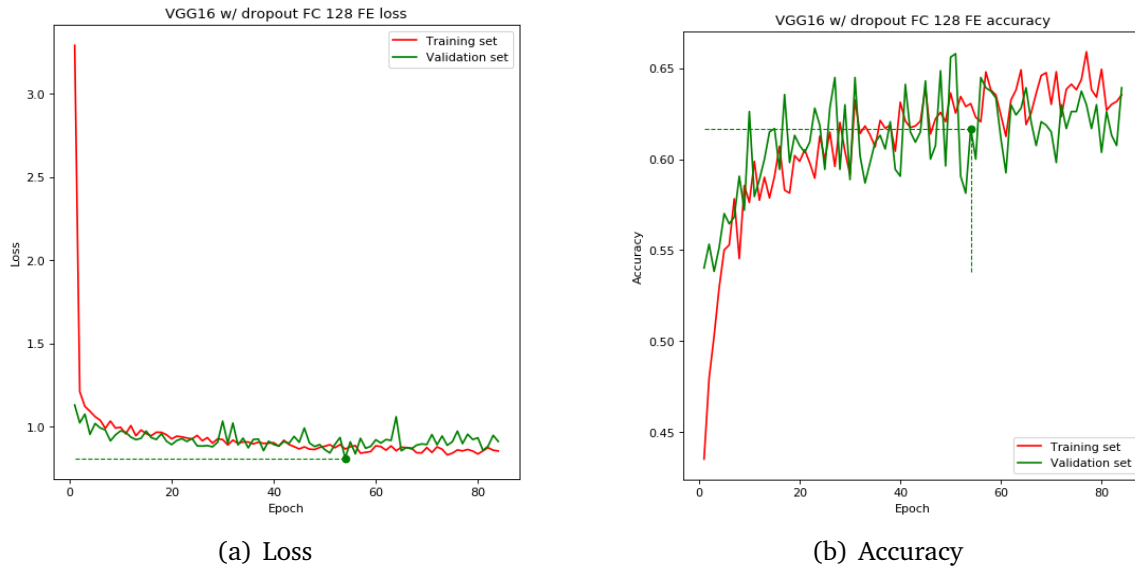 VGG16 w/ dropout FC 128 FE loss
Training set
Validation set
3.0
2.5
2.0
1.5
1.0
Loss
0
20
40
60
80
Epoch
(a) Loss
VGG16 w/ dropout FC 128 FE accuracy
0.65
0.60
0.55
0.50
0.45
Accuracy
Training set
Validation set
0
20
40
60
80
Epoch
(b) Accuracy